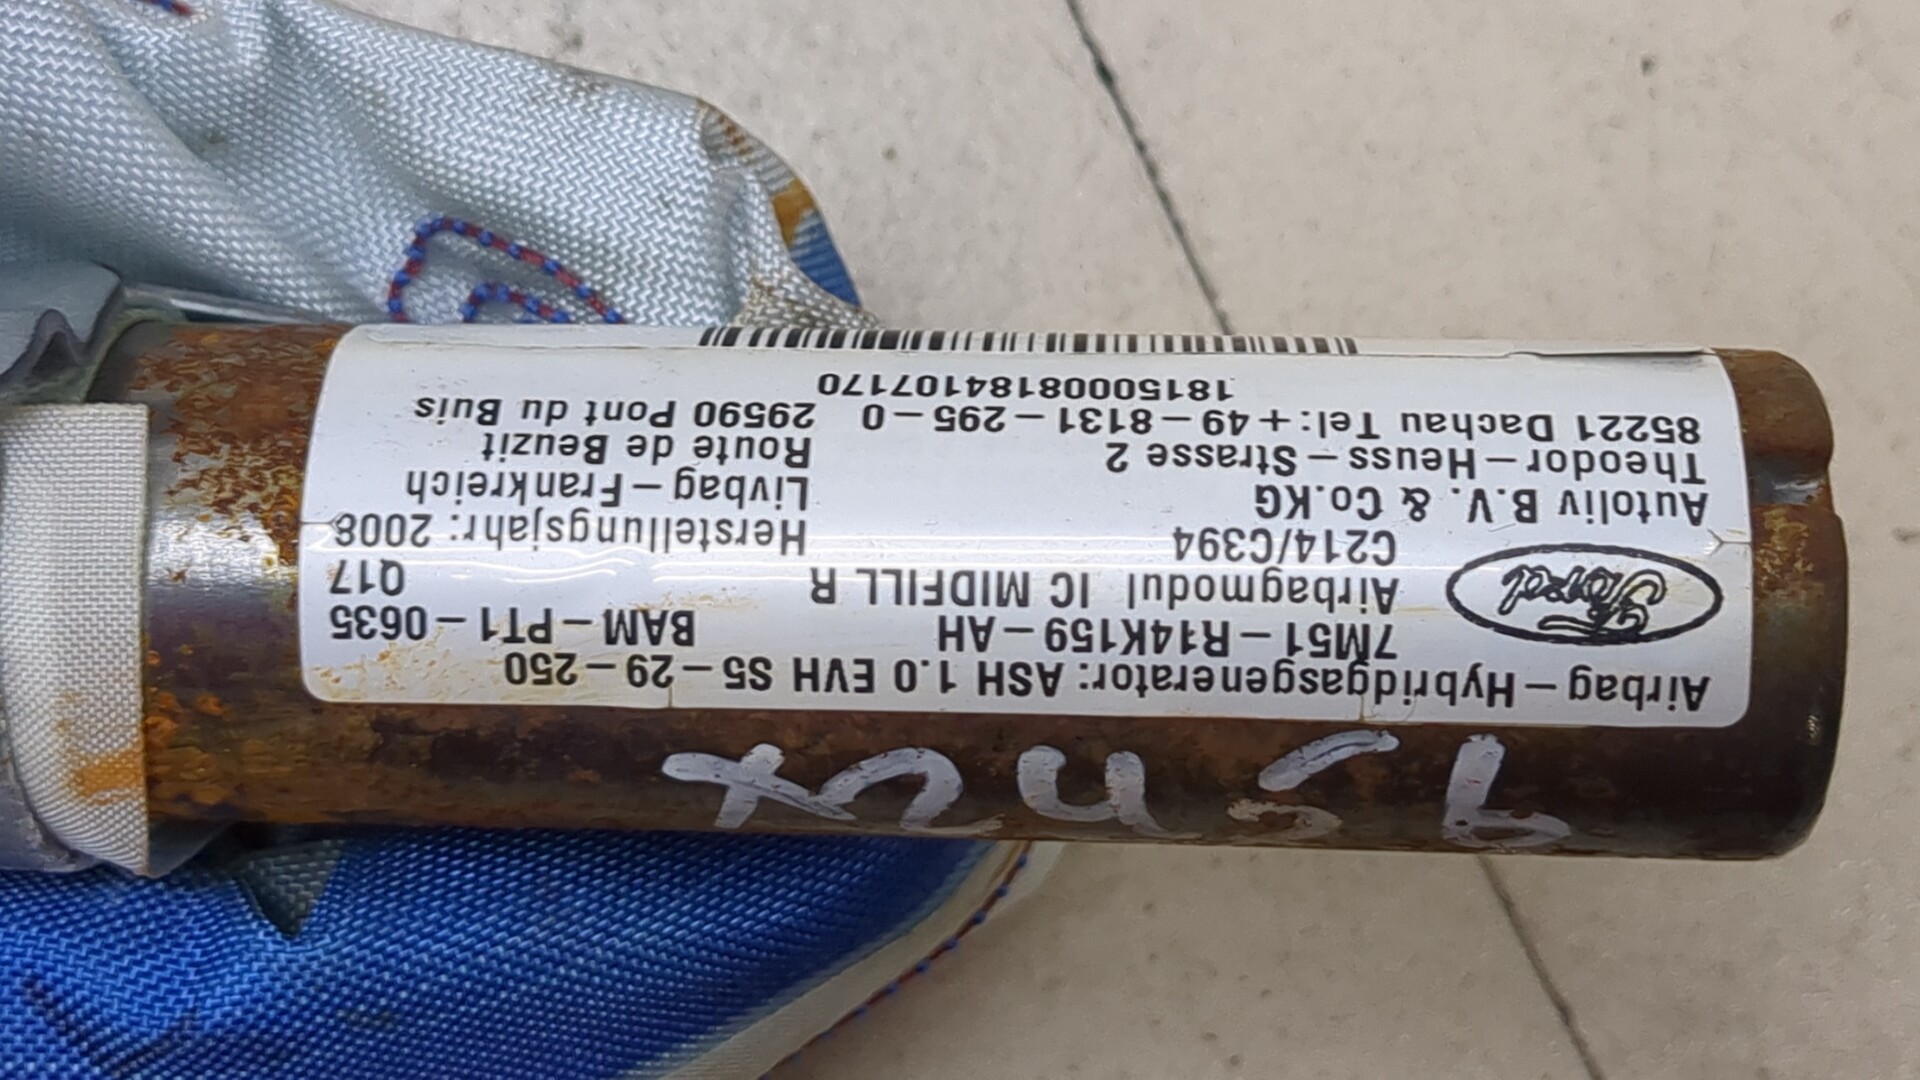 Airbag-Hybridgasgenerator: ASH 1.0 EVH S5-29-250
7M51-R14K159-AH BAM-PT1-0635
Ford Airbagmodul IC MIDFILL R Q17
C214/C394 Herstellungsjahr: 2008
Autoliv B.V. & Co.KG Livbag-Frankreich
Theodor-Heuss-Strasse 2 Route de Beuzit
85221 Dachau Tel:+49-8131-295-0 29590 Pont du Buis
18150008184107170